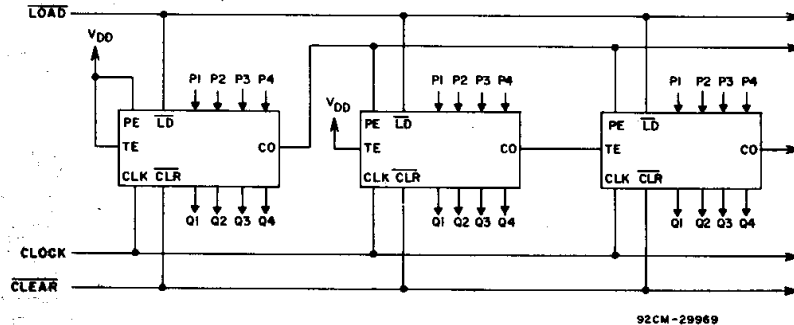 LOAD
VDD
P1 P2 P3 P4
PE LD
TE CO
CLK CLR
Q1 Q2 Q3 Q4
VDD
P1 P2 P3 P4
PE LD
TE CO
CLK CLR
Q1 Q2 Q3 Q4
P1 P2 P3 P4
PE LD
TE CO
CLK CLR
Q1 Q2 Q3 Q4
CLOCK
CLEAR
92CM-29969